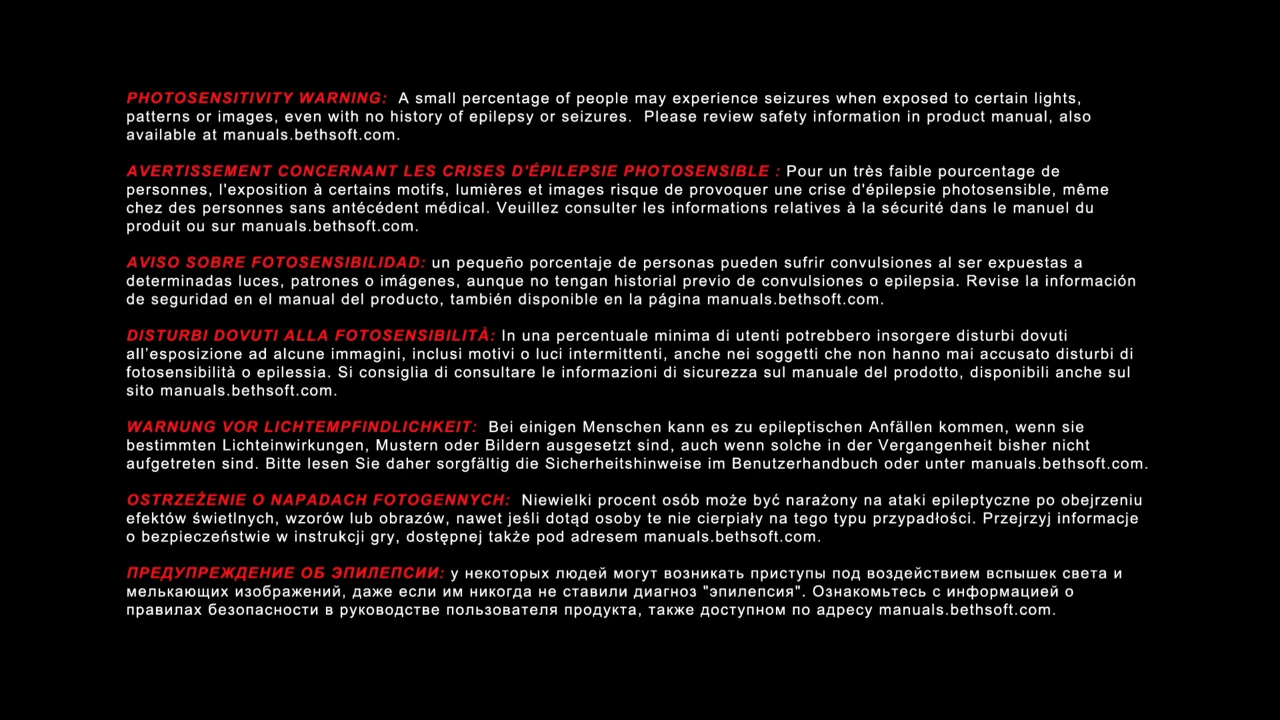 PHOTOSENSITIVITY WARNING: A small percentage of people may experience seizures when exposed to certain lights,
patterns or images, even with no history of epilepsy or seizures. Please review safety information in product manual, also
available at manuals.bethsoft.com.
AVERTISSEMENT CONCERNANT LES CRISES D'ÉPILEPSIE PHOTOSENSIBLE : Pour un très faible pourcentage de
personnes, l'exposition à certains motifs, lumières et images risque de provoquer une crise d'épilepsie photosensible, même
chez des personnes sans antécédent médical. Veuillez consulter les informations relatives à la sécurité dans le manuel du
produit ou sur manuals.bethsoft.com.
AVISO SOBRE FOTOSENSIBILIDAD: un pequeño porcentaje de personas pueden sufrir convulsiones al ser expuestas a
determinadas luces, patrones o imágenes, aunque no tengan historial previo de convulsiones o epilepsia. Revise la información
de seguridad en el manual del producto, también disponible en la página manuals.bethsoft.com.
DISTURBI DOVUTI ALLA FOTOSENSIBILITÀ: In una percentuale minima di utenti potrebbero insorgere disturbi dovuti
all’esposizione ad alcune immagini, inclusi motivi o luci intermittenti, anche nei soggetti che non hanno mai accusato disturbi di
fotosensibilità o epilessia. Si consiglia di consultare le informazioni di sicurezza sul manuale del prodotto, disponibili anche sul
sito manuals.bethsoft.com.
WARNUNG VOR LICHTEMPFINDLICHKEIT: Bei einigen Menschen kann es zu epileptischen Anfällen kommen, wenn sie
bestimmten Lichteinwirkungen, Mustern oder Bildern ausgesetzt sind, auch wenn solche in der Vergangenheit bisher nicht
aufgetreten sind. Bitte lesen Sie daher sorgfältig die Sicherheitshinweise im Benutzerhandbuch oder unter manuals.bethsoft.com.
OSTRZEŻENIE O NAPADACH FOTOGENNYCH: Niewielki procent osób może być narażony na ataki epileptyczne po obejrzeniu
efektów świetlnych, wzorów lub obrazów, nawet jeśli dotąd osoby te nie cierpiały na tego typu przypadłości. Przejrzyj informacje
o bezpieczeństwie w instrukcji gry, dostępnej także pod adresem manuals.bethsoft.com.
ПРЕДУПРЕЖДЕНИЕ ОБ ЭПИЛЕПСИИ: у некоторых людей могут возникать приступы под воздействием вспышек света и
мелькающих изображений, даже если им никогда не ставили диагноз "эпилепсия". Ознакомьтесь с информацией о
правилах безопасности в руководстве пользователя продукта, также доступном по адресу manuals.bethsoft.com.